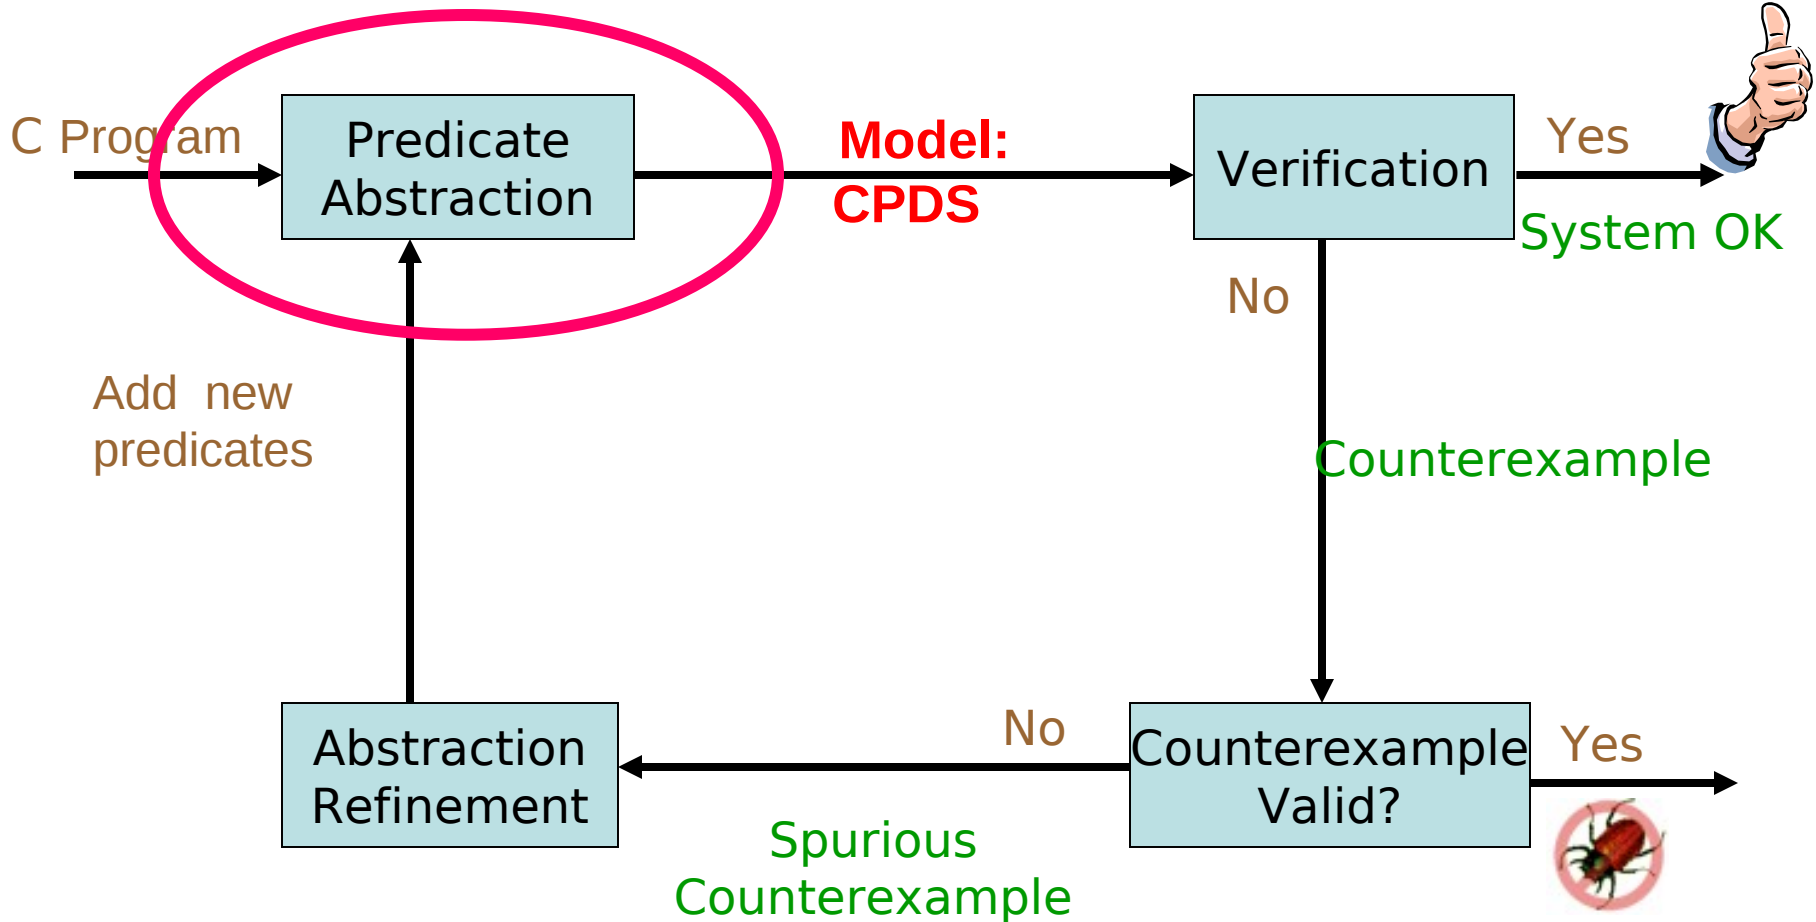 C Program
Predicate
Abstraction
Model:
CPDS
Verification
Yes
System OK
No
Add new
predicates
Counterexample
Abstraction
Refinement
No
Spurious
Counterexample
Counterexample
Valid?
Yes